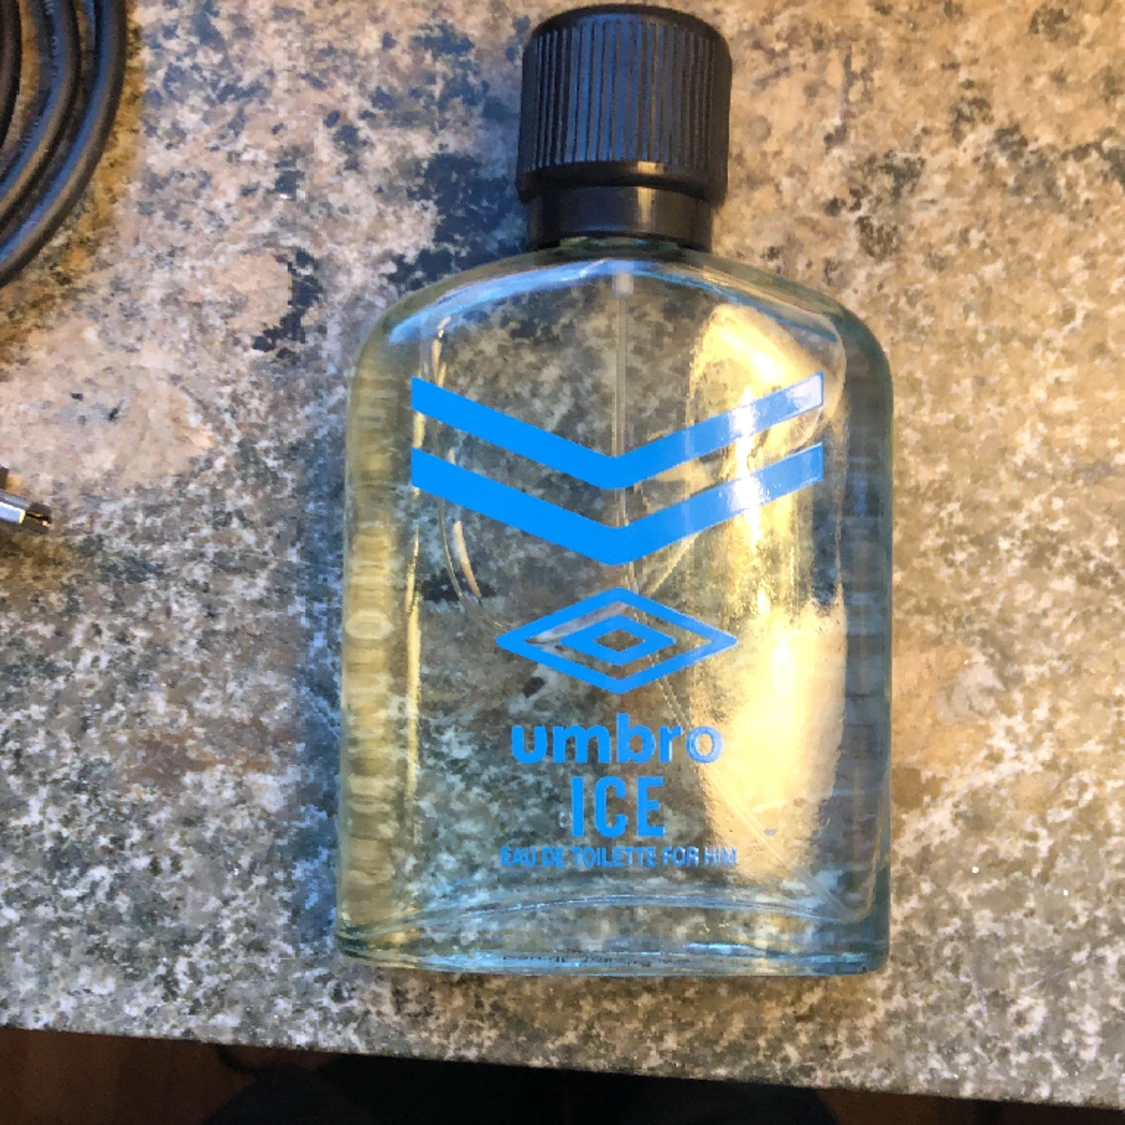 umbro
ICE
EAU DE TOILETTE FOR HIM